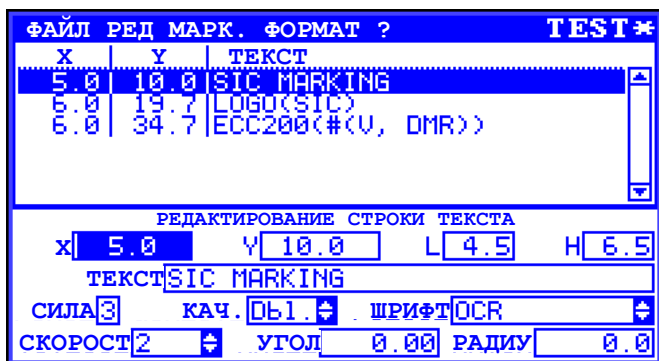 ФАЙЛ РЕД МАРК. ФОРМАТ ? TEST*
X Y ТЕКСТ
5.0 10.0 SIC MARKING
6.0 19.7 LOGO(SIC)
6.0 34.7 ECC200(#(V, DMR))
РЕДАКТИРОВАНИЕ СТРОКИ ТЕКСТА
X 5.0 Y 10.0 L 4.5 H 6.5
ТЕКСТ SIC MARKING
СИЛА 3 КАЧ. Dbl. ШРИФТ OCR
СКОРОСТ 2 УГОЛ 0.00 РАДИУ 0.0